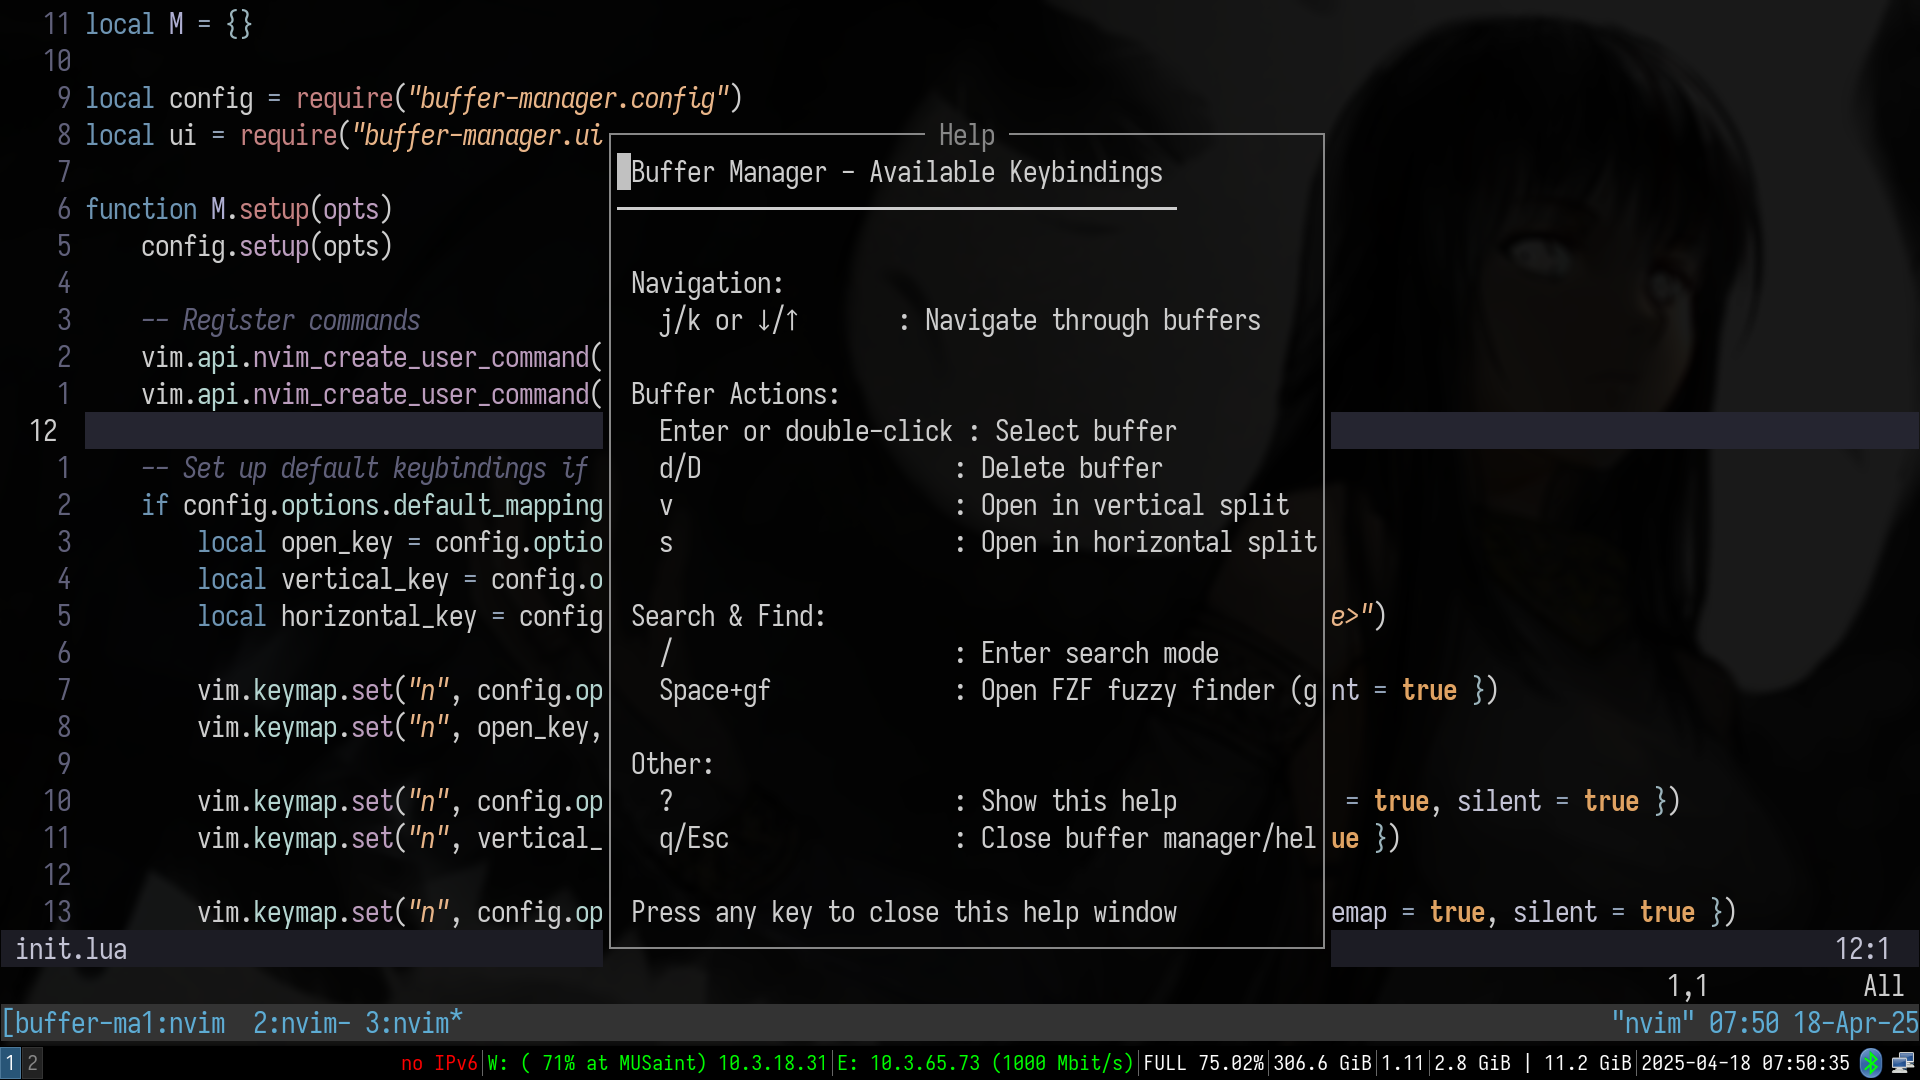 11 local M = {}
10
9 local config = require("buffer-manager.config")
8 local ui = require("buffer-manager.ui
7
6 function M.setup(opts)
5 config.setup(opts)
4
3 -- Register commands
2 vim.api.nvim_create_user_command(
1 vim.api.nvim_create_user_command(
12
1 -- Set up default keybindings if
2 if config.options.default_mapping
3 local open_key = config.optio
4 local vertical_key = config.o
5 local horizontal_key = config
e>")
6
7 vim.keymap.set("n", config.op
nt = true })
8 vim.keymap.set("n", open_key,
9
10 vim.keymap.set("n", config.op
= true, silent = true })
11 vim.keymap.set("n", vertical_
ue })
12
13 vim.keymap.set("n", config.op
emap = true, silent = true })
Help
Buffer Manager - Available Keybindings
Navigation:
j/k or ↓/↑ : Navigate through buffers
Buffer Actions:
Enter or double-click : Select buffer
d/D : Delete buffer
v : Open in vertical split
s : Open in horizontal split
Search & Find:
/ : Enter search mode
Space+gf : Open FZF fuzzy finder (g
Other:
? : Show this help
q/Esc : Close buffer manager/hel
Press any key to close this help window
init.lua 12:1
1,1 All
[buffer-ma1:nvim 2:nvim- 3:nvim* "nvim" 07:50 18-Apr-25
1 2 no IPv6|W: ( 71% at MUSaint) 10.3.18.31|E: 10.3.65.73 (1000 Mbit/s)|FULL 75.02%|306.6 GiB|1.11|2.8 GiB | 11.2 GiB|2025-04-18 07:50:35